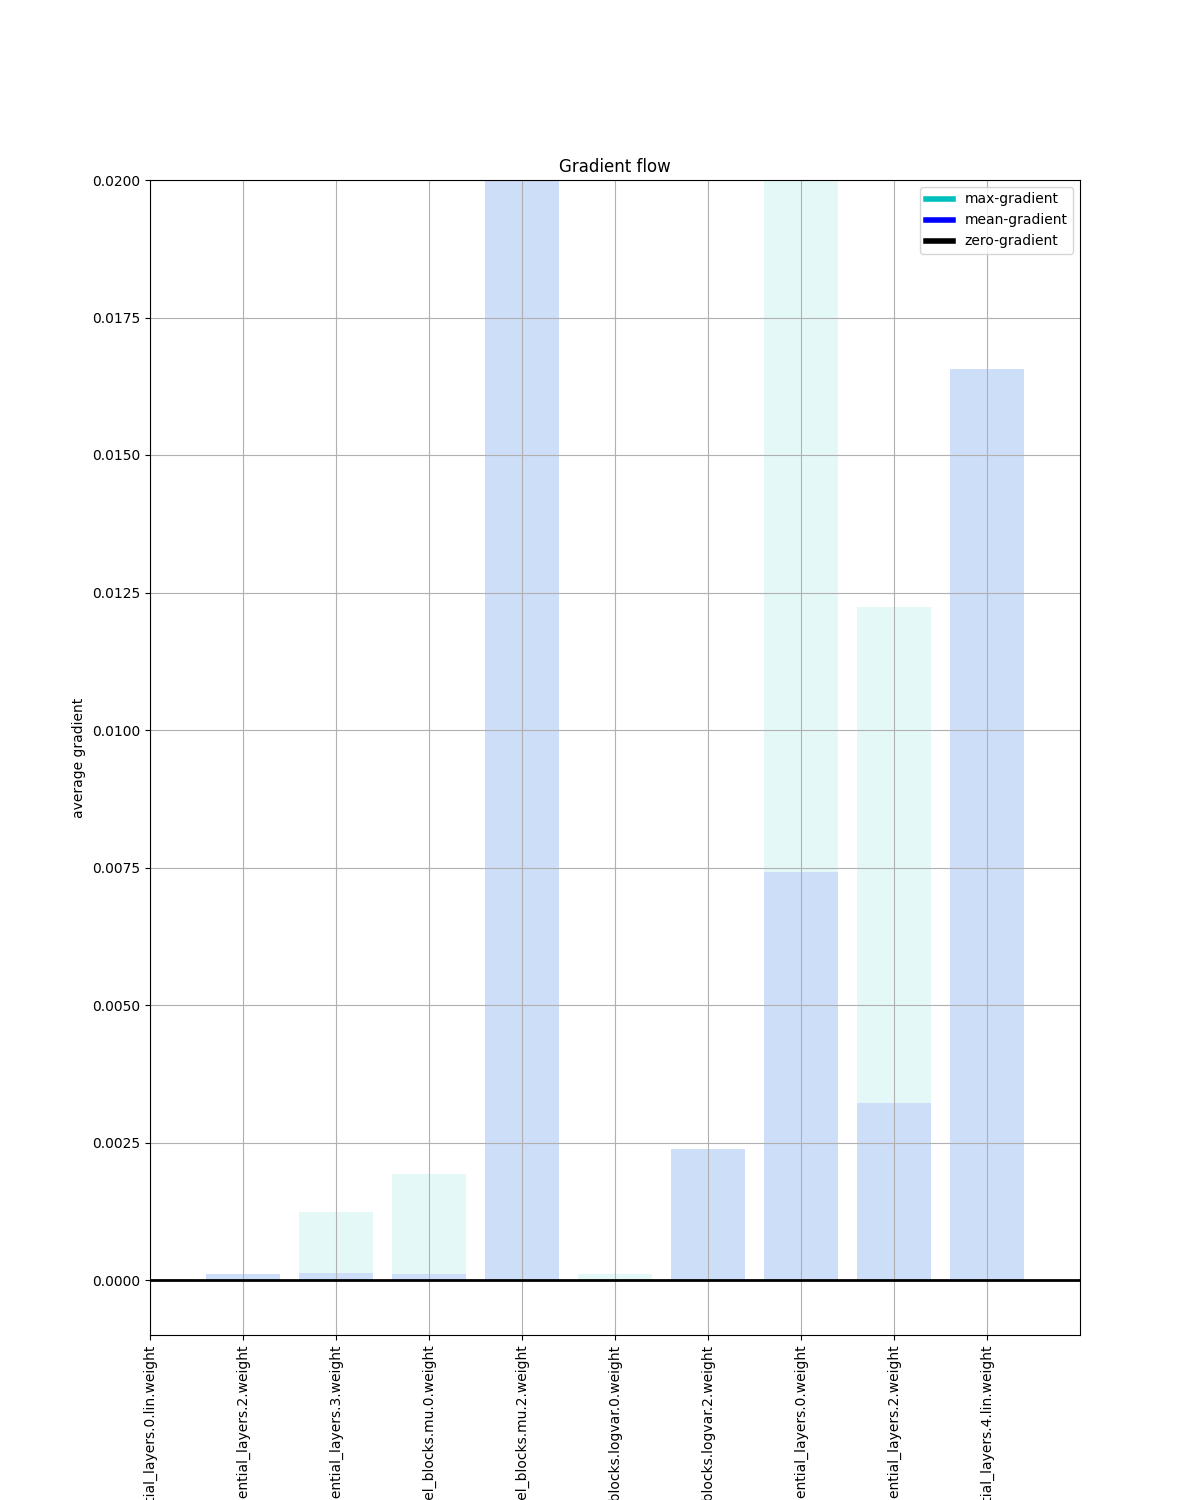 Gradient flow
max-gradient
mean-gradient
zero-gradient
average gradient
0.0200
0.0175
0.0150
0.0125
0.0100
0.0075
0.0050
0.0025
0.0000
tial_layers.0.lin.weight
ential_layers.2.weight
ential_layers.3.weight
el_blocks.mu.0.weight
el_blocks.mu.2.weight
blocks.logvar.0.weight
blocks.logvar.2.weight
ential_layers.0.weight
ential_layers.2.weight
tial_layers.4.lin.weight